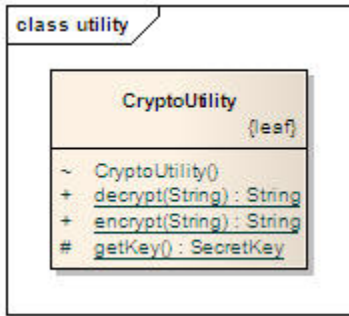 class utility
CryptoUtility
{leaf}
~ CryptoUtility()
+ decrypt(String) : String
+ encrypt(String) : String
# getKey() : SecretKey